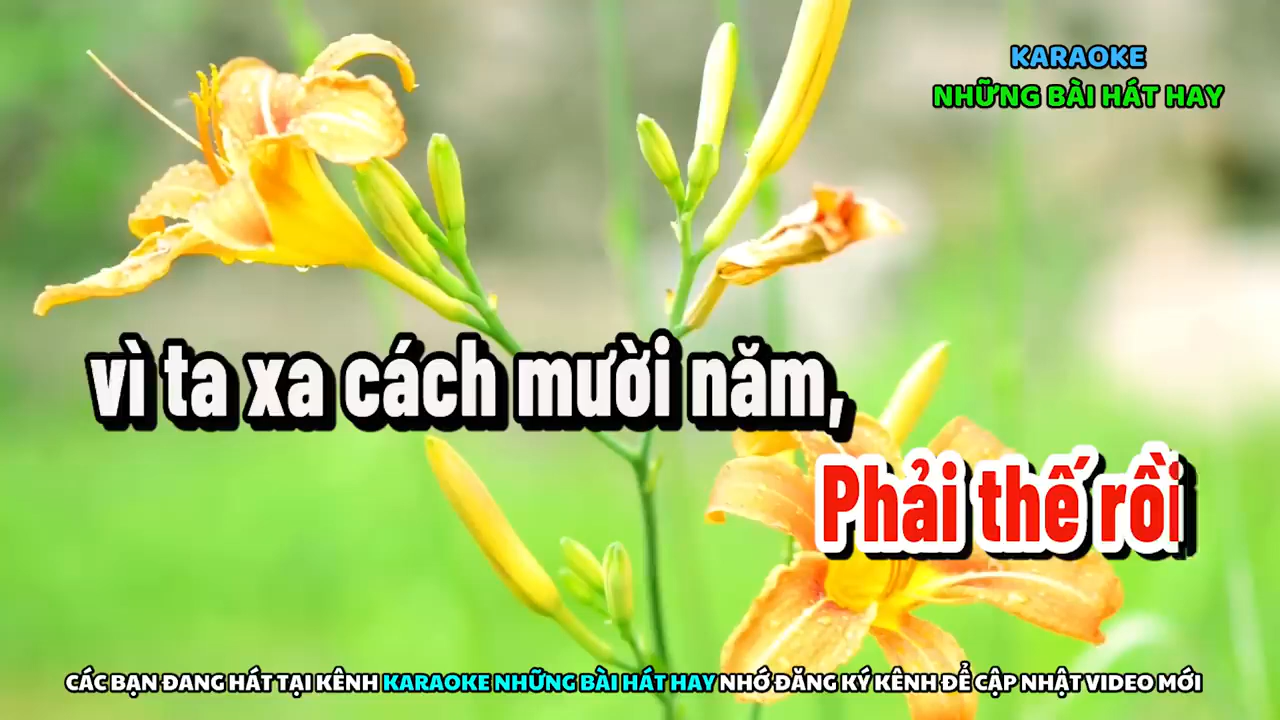 KARAOKE
NHỮNG BÀI HÁT HAY
vì ta xa cách mười năm,
Phải thế rồi
CÁC BẠN ĐANG HÁT TẠI KÊNH KARAOKE NHỮNG BÀI HÁT HAY NHỚ ĐĂNG KÝ KÊNH ĐỂ CẬP NHẬT VIDEO MỚI